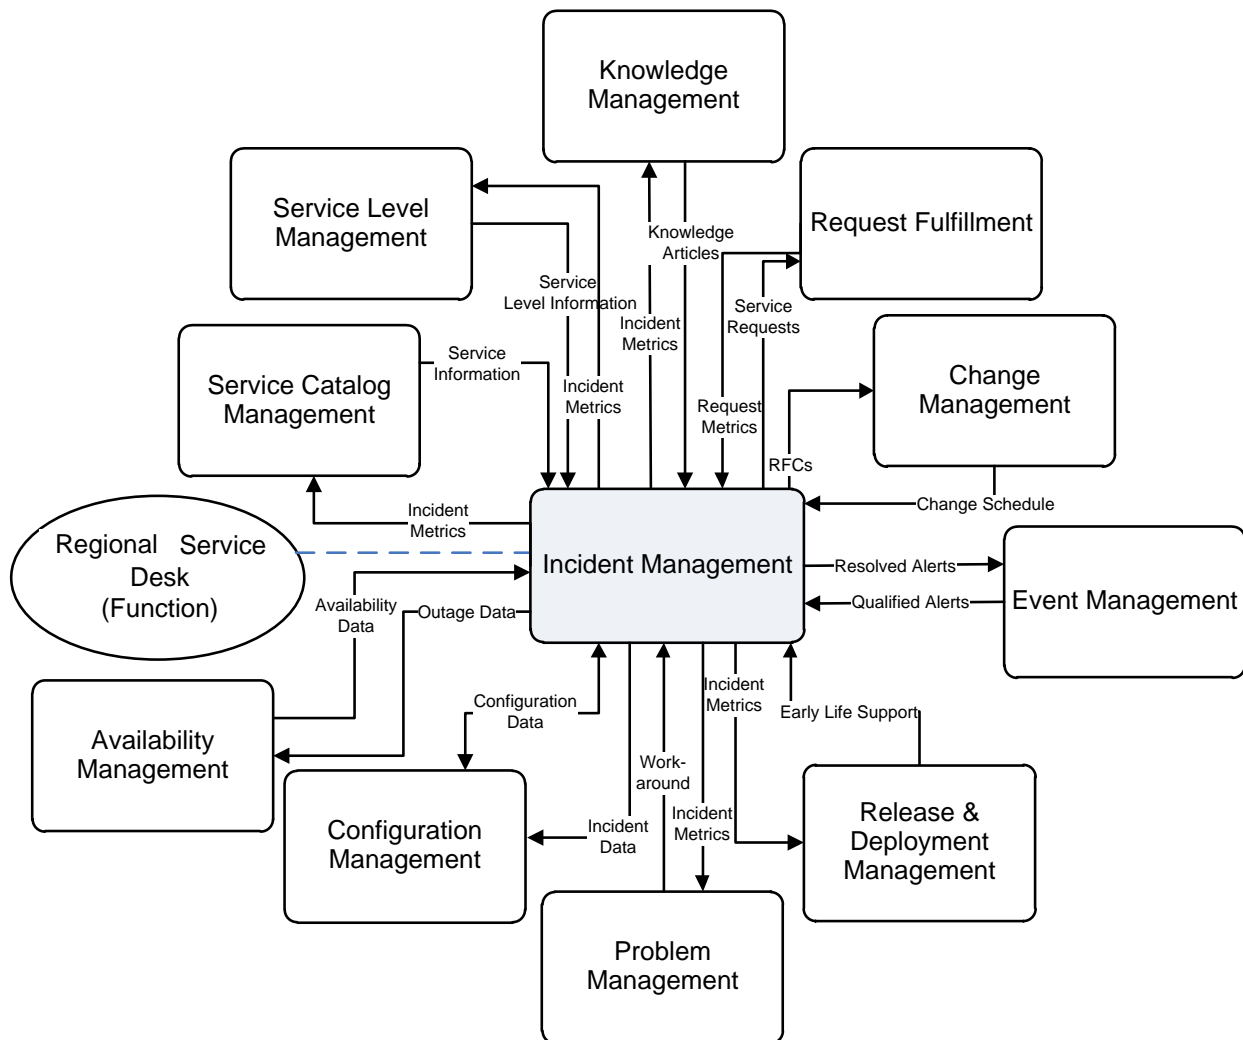 Knowledge
Management
Service Level
Management
Request Fulfillment
Knowledge
Articles
Service
Level Information
Service
Requests
Incident
Metrics
Service Catalog
Management
Service
Information
Change
Management
Incident
Metrics
Request
Metrics
RFCs
Change Schedule
Incident
Metrics
Regional Service
Desk
(Function)
Incident Management
Resolved Alerts
Qualified Alerts
Event Management
Availability
Data
Outage Data
Configuration
Data
Incident
Metrics
Early Life Support
Availability
Management
Work-
around
Configuration
Management
Incident
Data
Incident
Metrics
Release &
Deployment
Management
Problem
Management